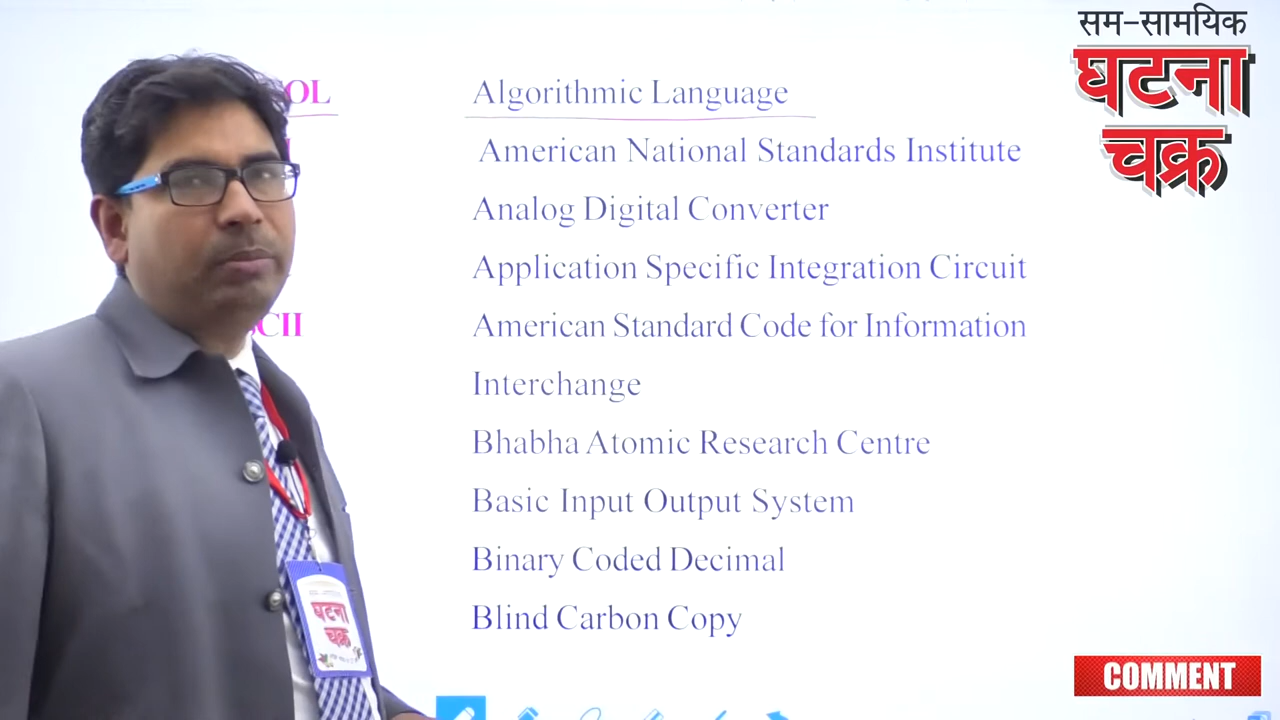 सम-सामयिक
घटना
चक्र
OL Algorithmic Language
American National Standards Institute
Analog Digital Converter
Application Specific Integration Circuit
CII American Standard Code for Information
Interchange
Bhabha Atomic Research Centre
Basic Input Output System
Binary Coded Decimal
Blind Carbon Copy
घटना
चक्र
COMMENT